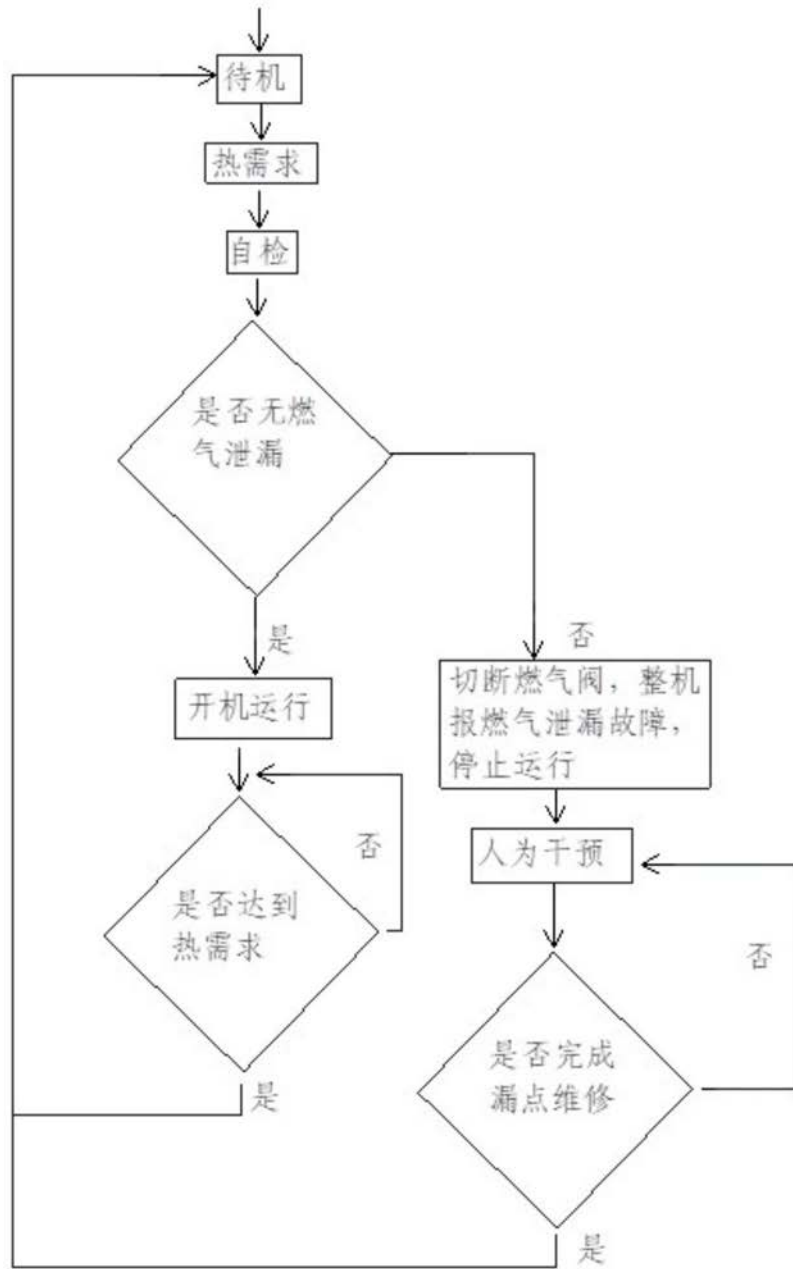 待机
热需求
自检
是否无燃
气泄漏
是
否
开机运行
切断燃气阀，整机
报燃气泄漏故障，
停止运行
否
人为干预
是否达到
热需求
否
是否完成
漏点维修
是
是